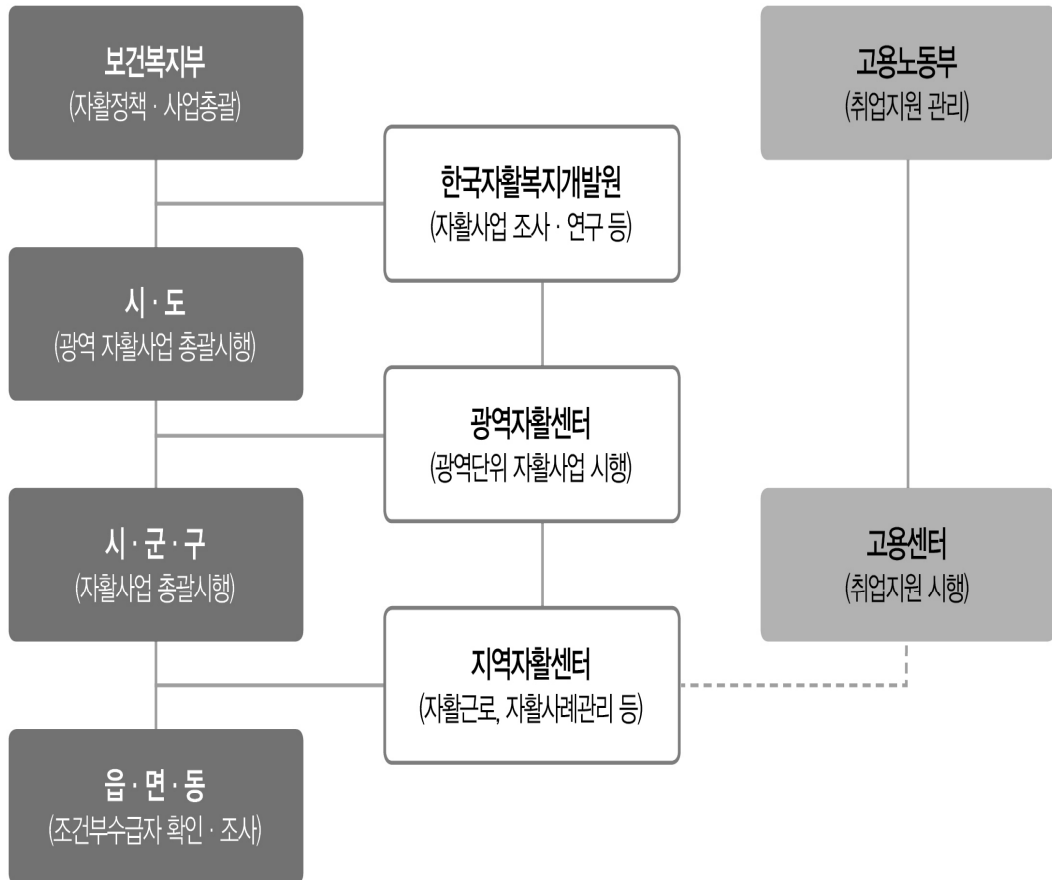 보건복지부
(자활정책 · 사업총괄)
고용노동부
(취업지원 관리)
한국자활복지개발원
(자활사업 조사 · 연구 등)
시 · 도
(광역 자활사업 총괄시행)
광역자활센터
(광역단위 자활사업 시행)
시 · 군 · 구
(자활사업 총괄시행)
고용센터
(취업지원 시행)
지역자활센터
(자활근로, 자활사례관리 등)
읍 · 면 · 동
(조건부수급자 확인 · 조사)